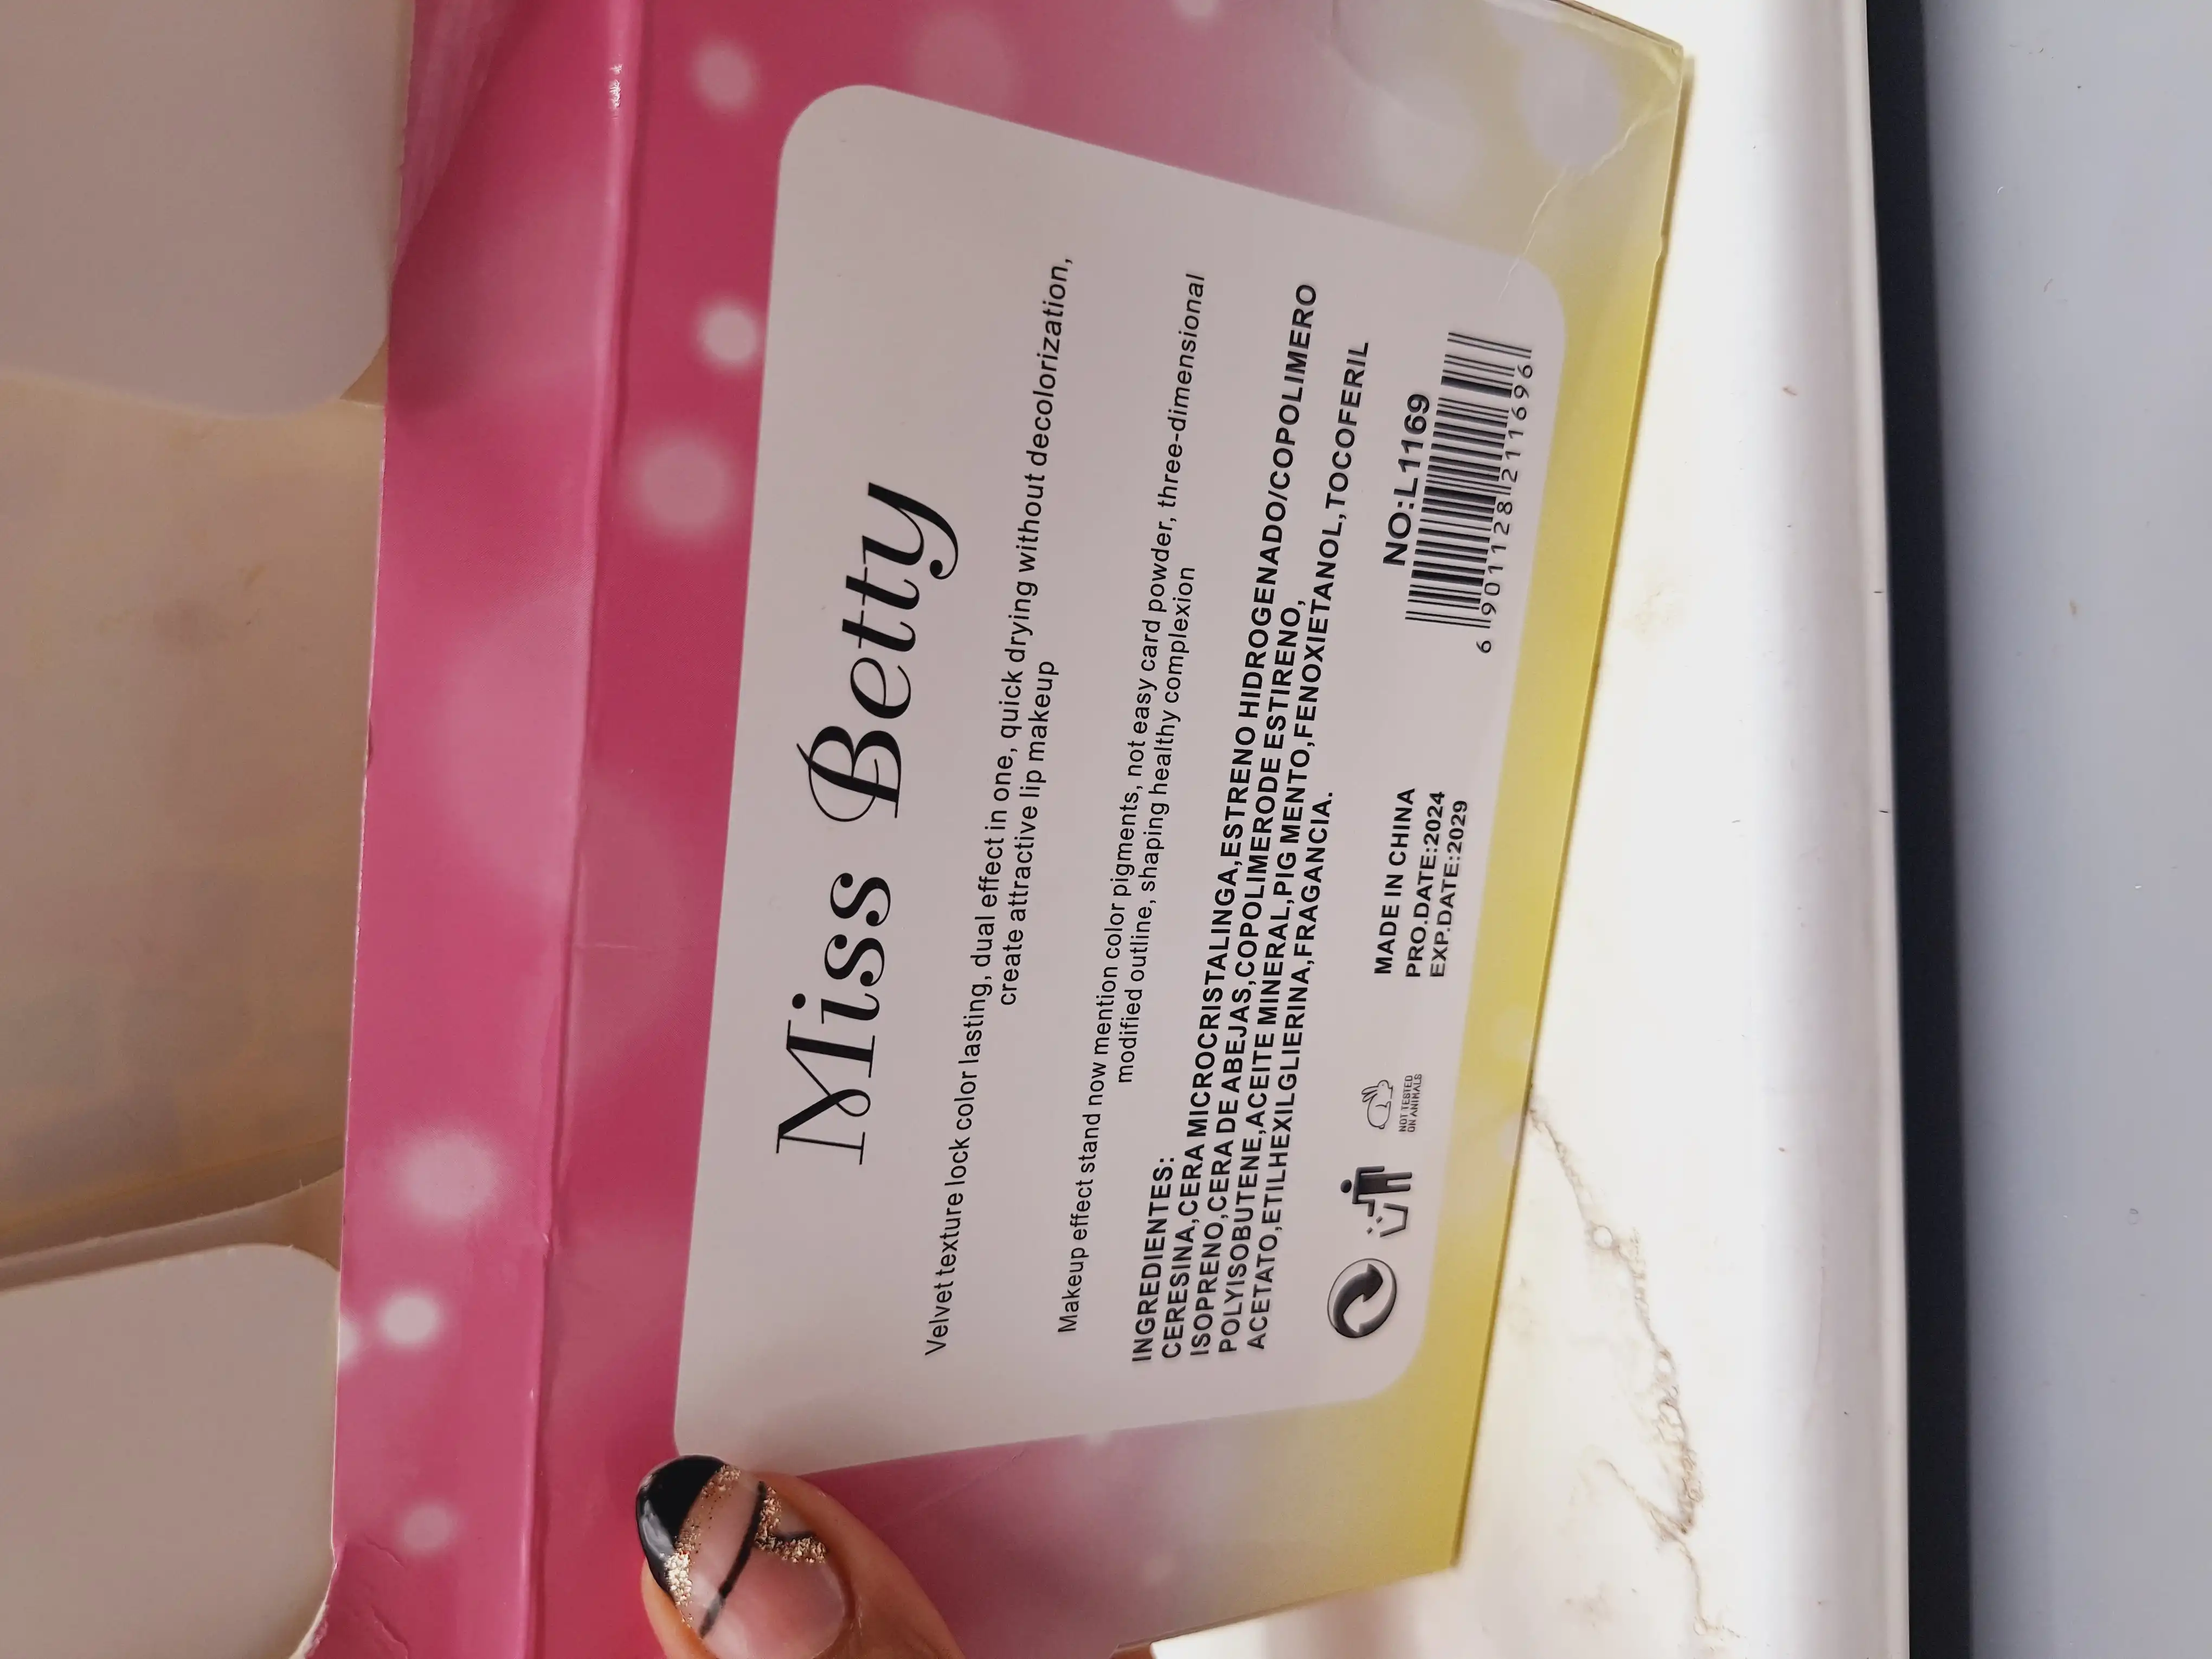 Miss Betty
Velvet texture lock color lasting, dual effect in one, quick drying without decolorization,
create attractive lip makeup
Makeup effect stand now mention color pigments, not easy card powder, three-dimensional
modified outline, shaping healthy complexion
INGREDIENTES:
CERESINA,CERA MICROCRISTALINGA,ESTRENO HIDROGENADO/COPOLIMERO
ISOPRENO,CERA DE ABEJAS,COPOLIMERODE ESTIRENO,
POLYISOBUTENE,ACEITE MINERAL,PIG MENTO,FENOXIETANOL,TOCOFERIL
ACETATO,ETILHEXILGLIERINA,FRAGANCIA.
NOT TESTED
ON ANIMALS
MADE IN CHINA
PRO.DATE:2024
EXP.DATE:2029
NO:L1169
6 901128 211696